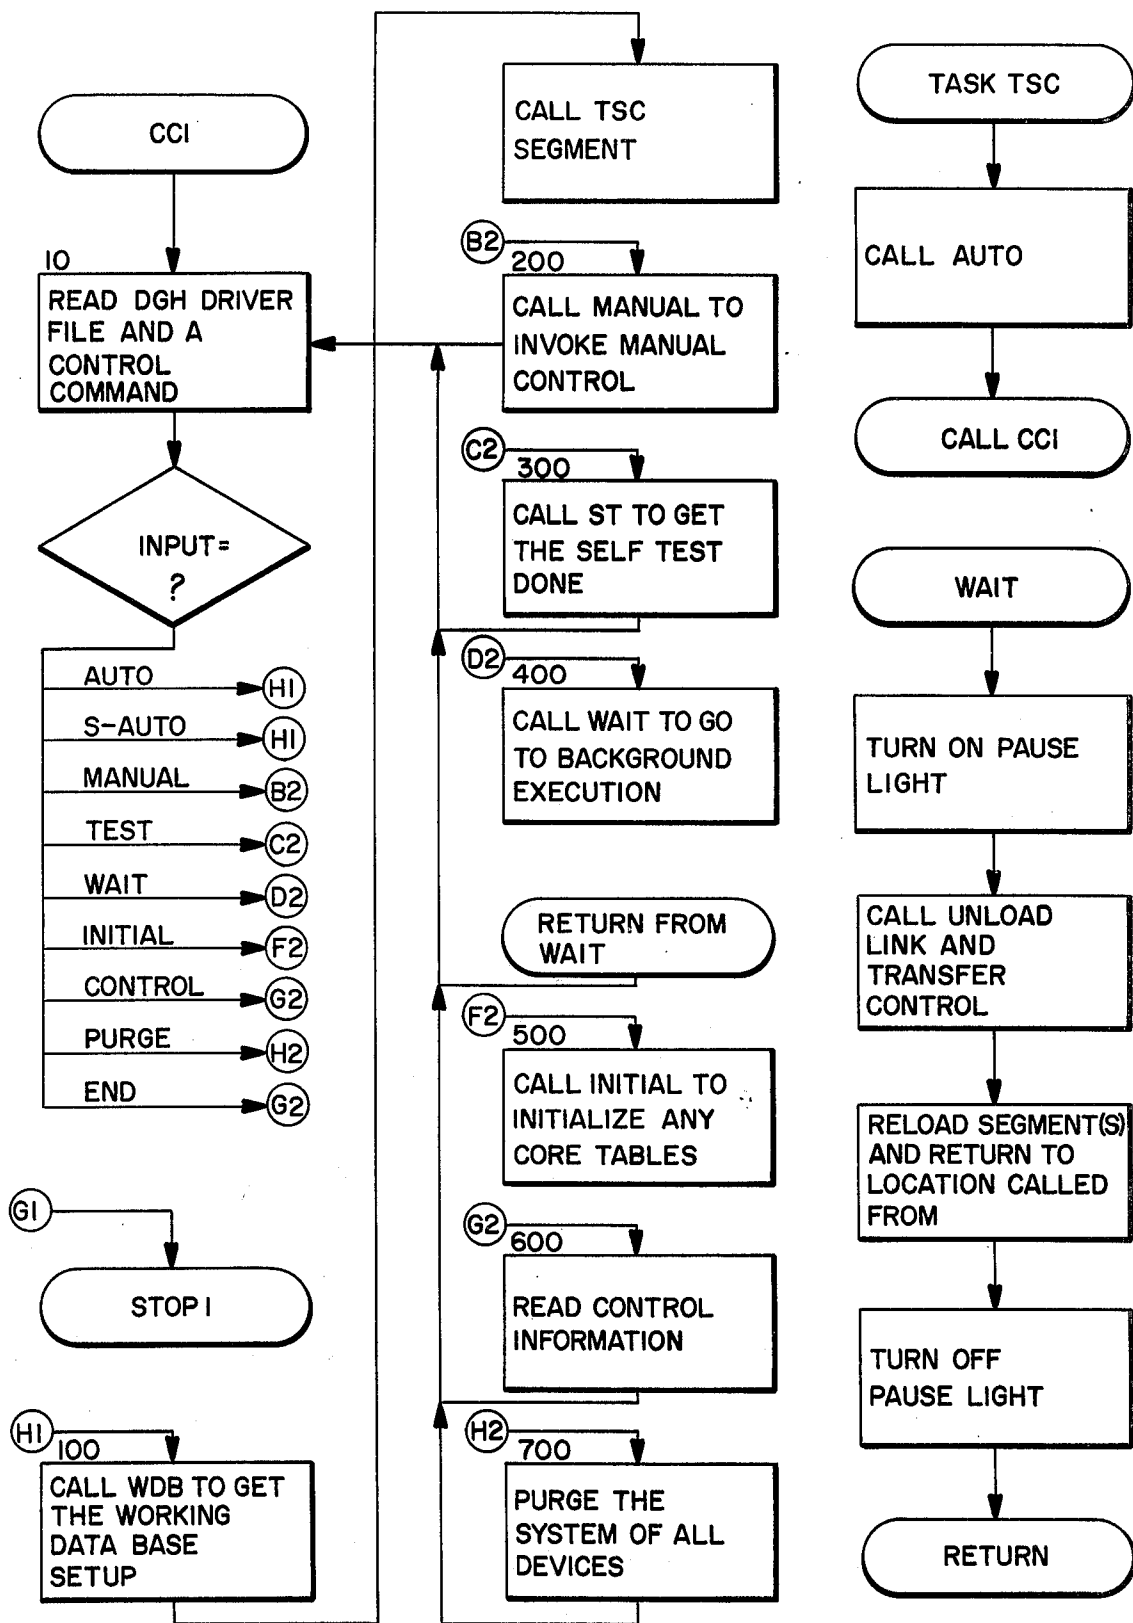 CCI
10
READ DGH DRIVER
FILE AND A
CONTROL
COMMAND
INPUT=
?
AUTO
H1
S-AUTO
H1
MANUAL
B2
TEST
C2
WAIT
D2
INITIAL
F2
CONTROL
G2
PURGE
H2
END
G2
G1
STOP 1
H1
100
CALL WDB TO GET
THE WORKING
DATA BASE
SETUP
CALL TSC
SEGMENT
B2
200
CALL MANUAL TO
INVOKE MANUAL
CONTROL
C2
300
CALL ST TO GET
THE SELF TEST
DONE
D2
400
CALL WAIT TO GO
TO BACKGROUND
EXECUTION
RETURN FROM
WAIT
F2
500
CALL INITIAL TO
INITIALIZE ANY
CORE TABLES
G2
600
READ CONTROL
INFORMATION
H2
700
PURGE THE
SYSTEM OF ALL
DEVICES
TASK TSC
CALL AUTO
CALL CCI
WAIT
TURN ON PAUSE
LIGHT
CALL UNLOAD
LINK AND
TRANSFER
CONTROL
RELOAD SEGMENT(S)
AND RETURN TO
LOCATION CALLED
FROM
TURN OFF
PAUSE LIGHT
RETURN